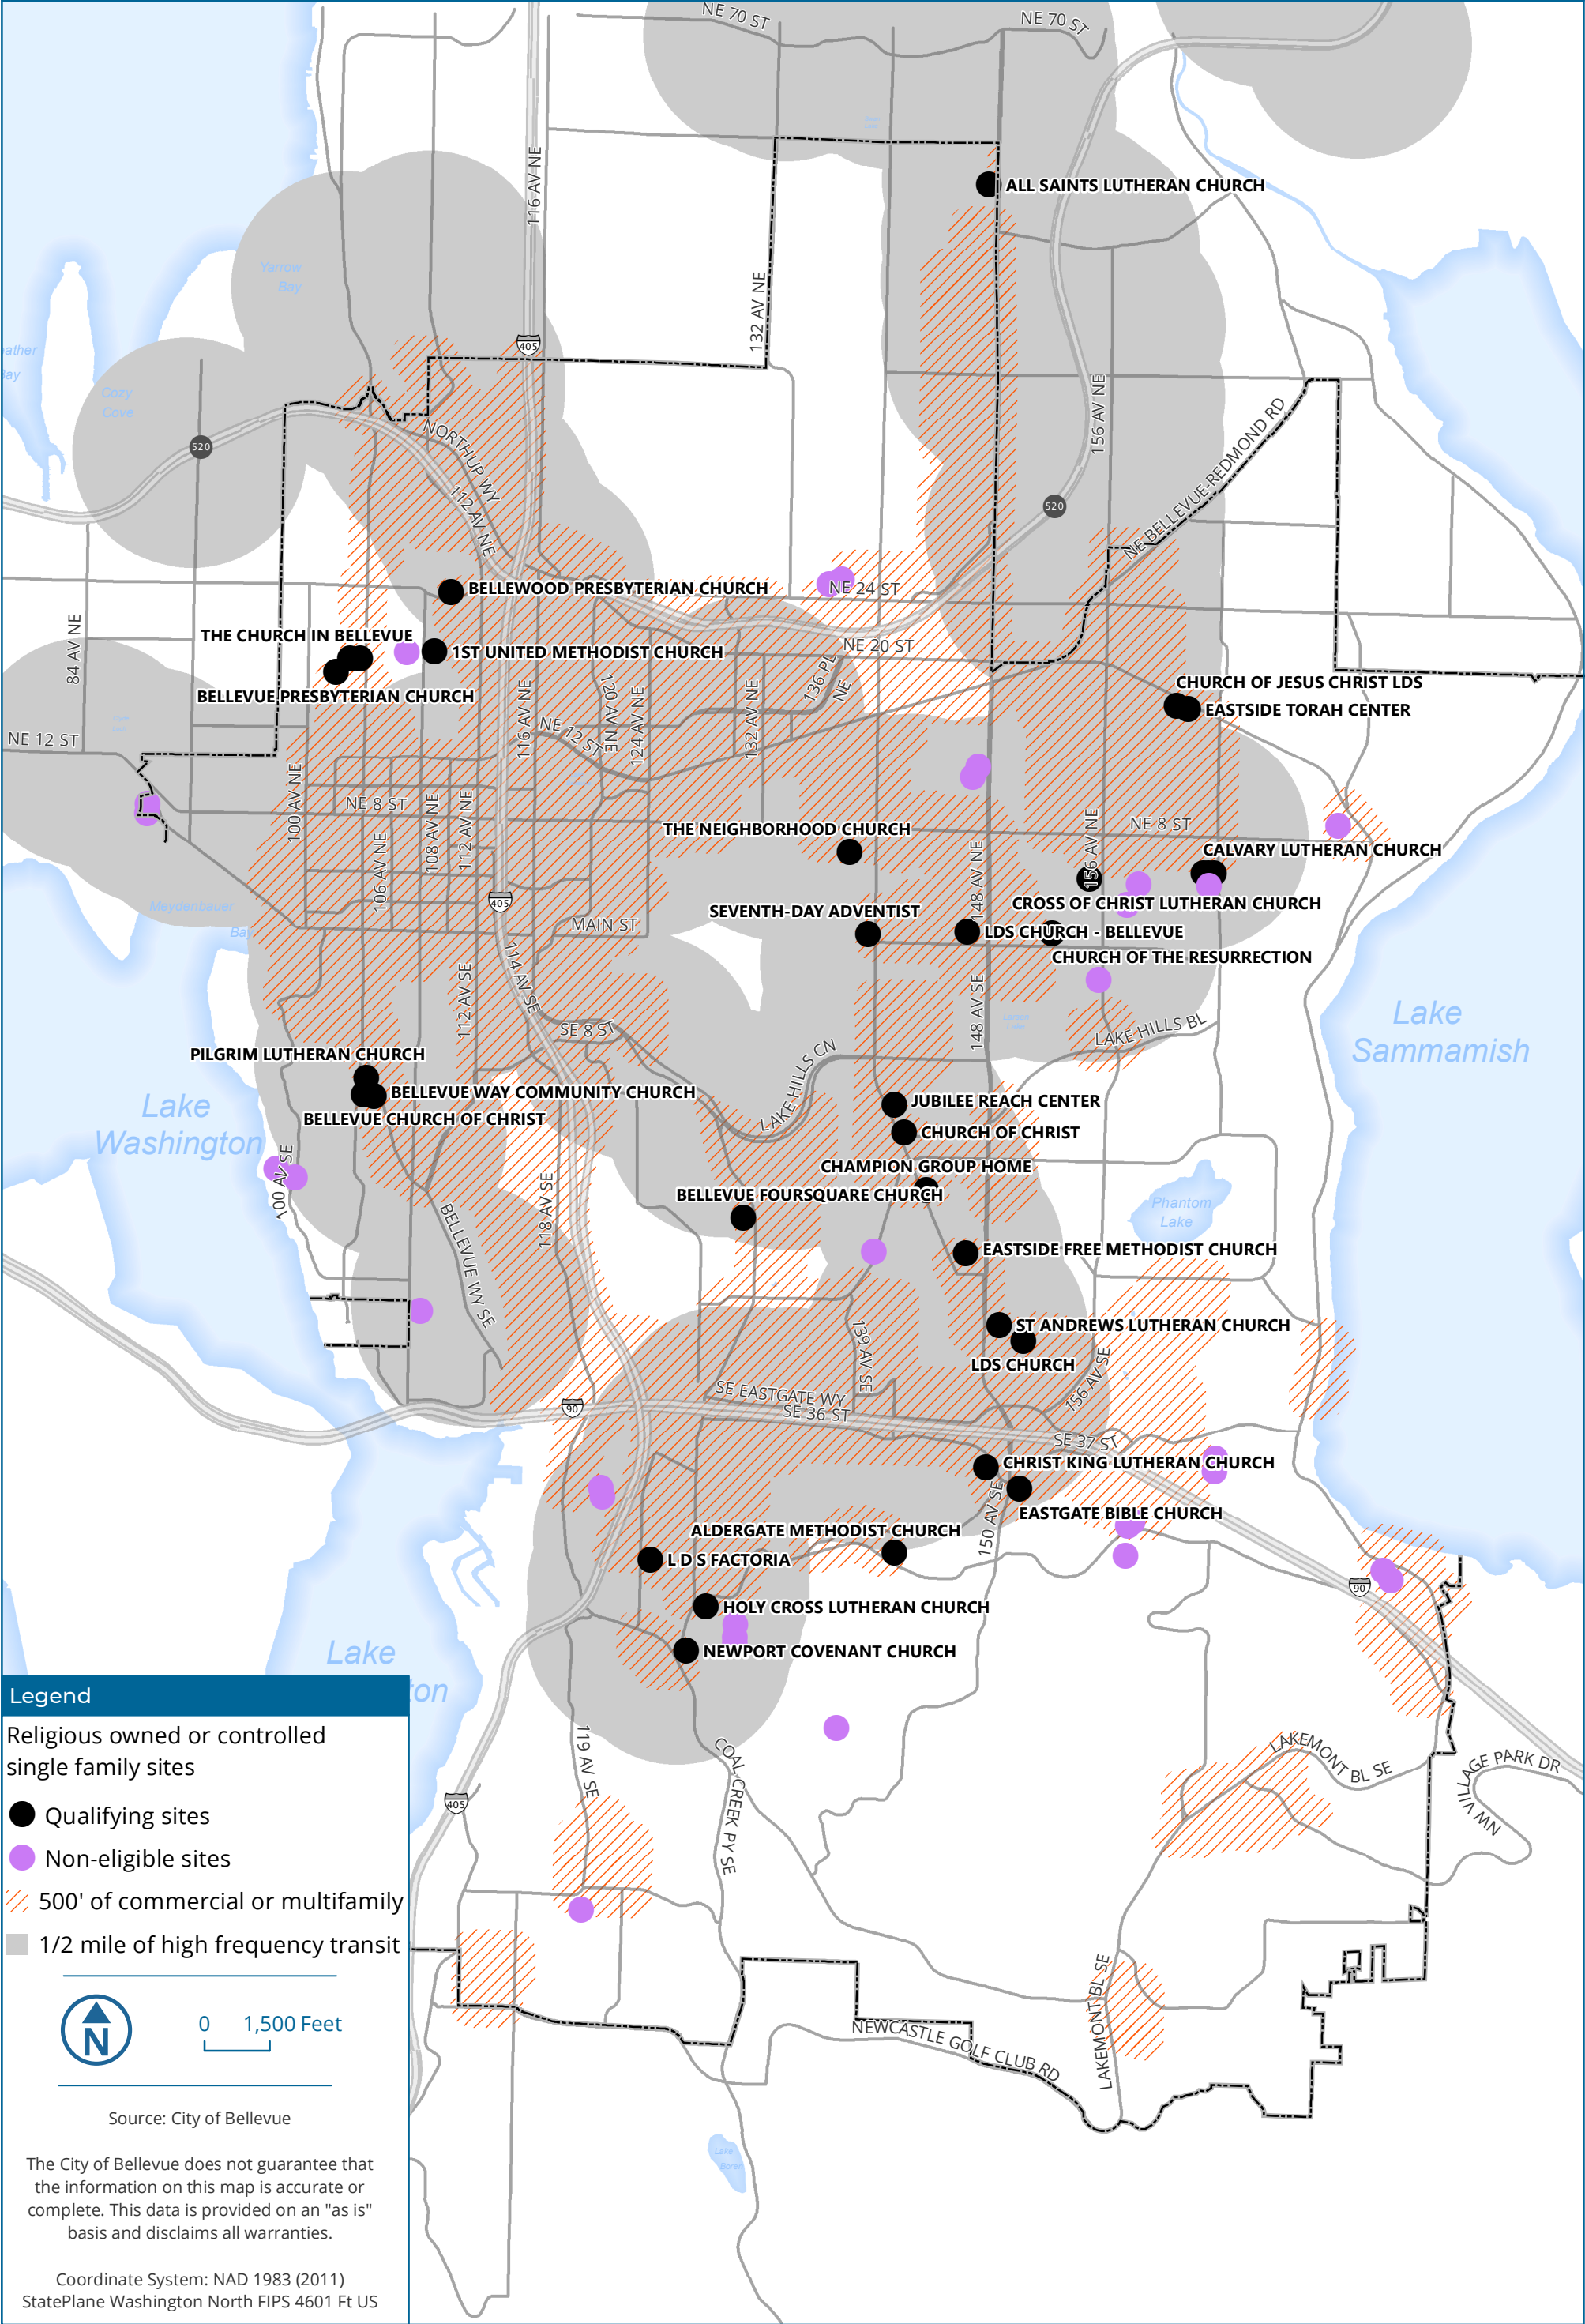 NE 70 ST
NE 70 ST
116 AV NE
ALL SAINTS LUTHERAN CHURCH
Yarrow
Bay
132 AV NE
405
Cozy
Cove
520
NORTHUP WY
112 AV NE
156 AV NE
NE BELLEVUE-REDMOND RD
520
BELLEWOOD PRESBYTERIAN CHURCH
NE 24 ST
84 AV NE
THE CHURCH IN BELLEVUE
1ST UNITED METHODIST CHURCH
NE 20 ST
BELLEVUE PRESBYTERIAN CHURCH
116 AV NE
120 AV NE
124 AV NE
132 AV NE
136 PL
NE
CHURCH OF JESUS CHRIST LDS
EASTSIDE TORAH CENTER
NE 12 ST
NE 12 ST
100 AV NE
NE 8 ST
106 AV NE
108 AV NE
112 AV NE
THE NEIGHBORHOOD CHURCH
148 AV NE
156 AV NE
NE 8 ST
CALVARY LUTHERAN CHURCH
405
Meydenbauer
Bay
SEVENTH-DAY ADVENTIST
CROSS OF CHRIST LUTHERAN CHURCH
MAIN ST
LDS CHURCH - BELLEVUE
CHURCH OF THE RESURRECTION
112 AV SE
114 AV SE
SE 8 ST
148 AV SE
Larsen
Lake
LAKE HILLS BL
Lake
Sammamish
PILGRIM LUTHERAN CHURCH
LAKE HILLS CN
BELLEVUE WAY COMMUNITY CHURCH
BELLEVUE CHURCH OF CHRIST
JUBILEE REACH CENTER
CHURCH OF CHRIST
Lake
Washington
100 AV SE
118 AV SE
BELLEVUE WY SE
CHAMPION GROUP HOME
BELLEVUE FOURSQUARE CHURCH
Phantom
Lake
EASTSIDE FREE METHODIST CHURCH
139 AV SE
ST ANDREWS LUTHERAN CHURCH
LDS CHURCH
156 AV SE
SE EASTGATE WY
SE 36 ST
90
SE 37 ST
CHRIST KING LUTHERAN CHURCH
EASTGATE BIBLE CHURCH
150 AV SE
ALDERGATE METHODIST CHURCH
L D S FACTORIA
90
HOLY CROSS LUTHERAN CHURCH
NEWPORT COVENANT CHURCH
Lake
ton
119 AV SE
COAL CREEK PY SE
405
LAKEMONT BL SE
NW VILLAGE PARK DR
LAKEMONT BL SE
NEWCASTLE GOLF CLUB RD
Lake
Boren
Legend
Religious owned or controlled
single family sites
Qualifying sites
Non-eligible sites
500' of commercial or multifamily
1/2 mile of high frequency transit
N
0 1,500 Feet
Source: City of Bellevue
The City of Bellevue does not guarantee that
the information on this map is accurate or
complete. This data is provided on an "as is"
basis and disclaims all warranties.
Coordinate System: NAD 1983 (2011)
StatePlane Washington North FIPS 4601 Ft US